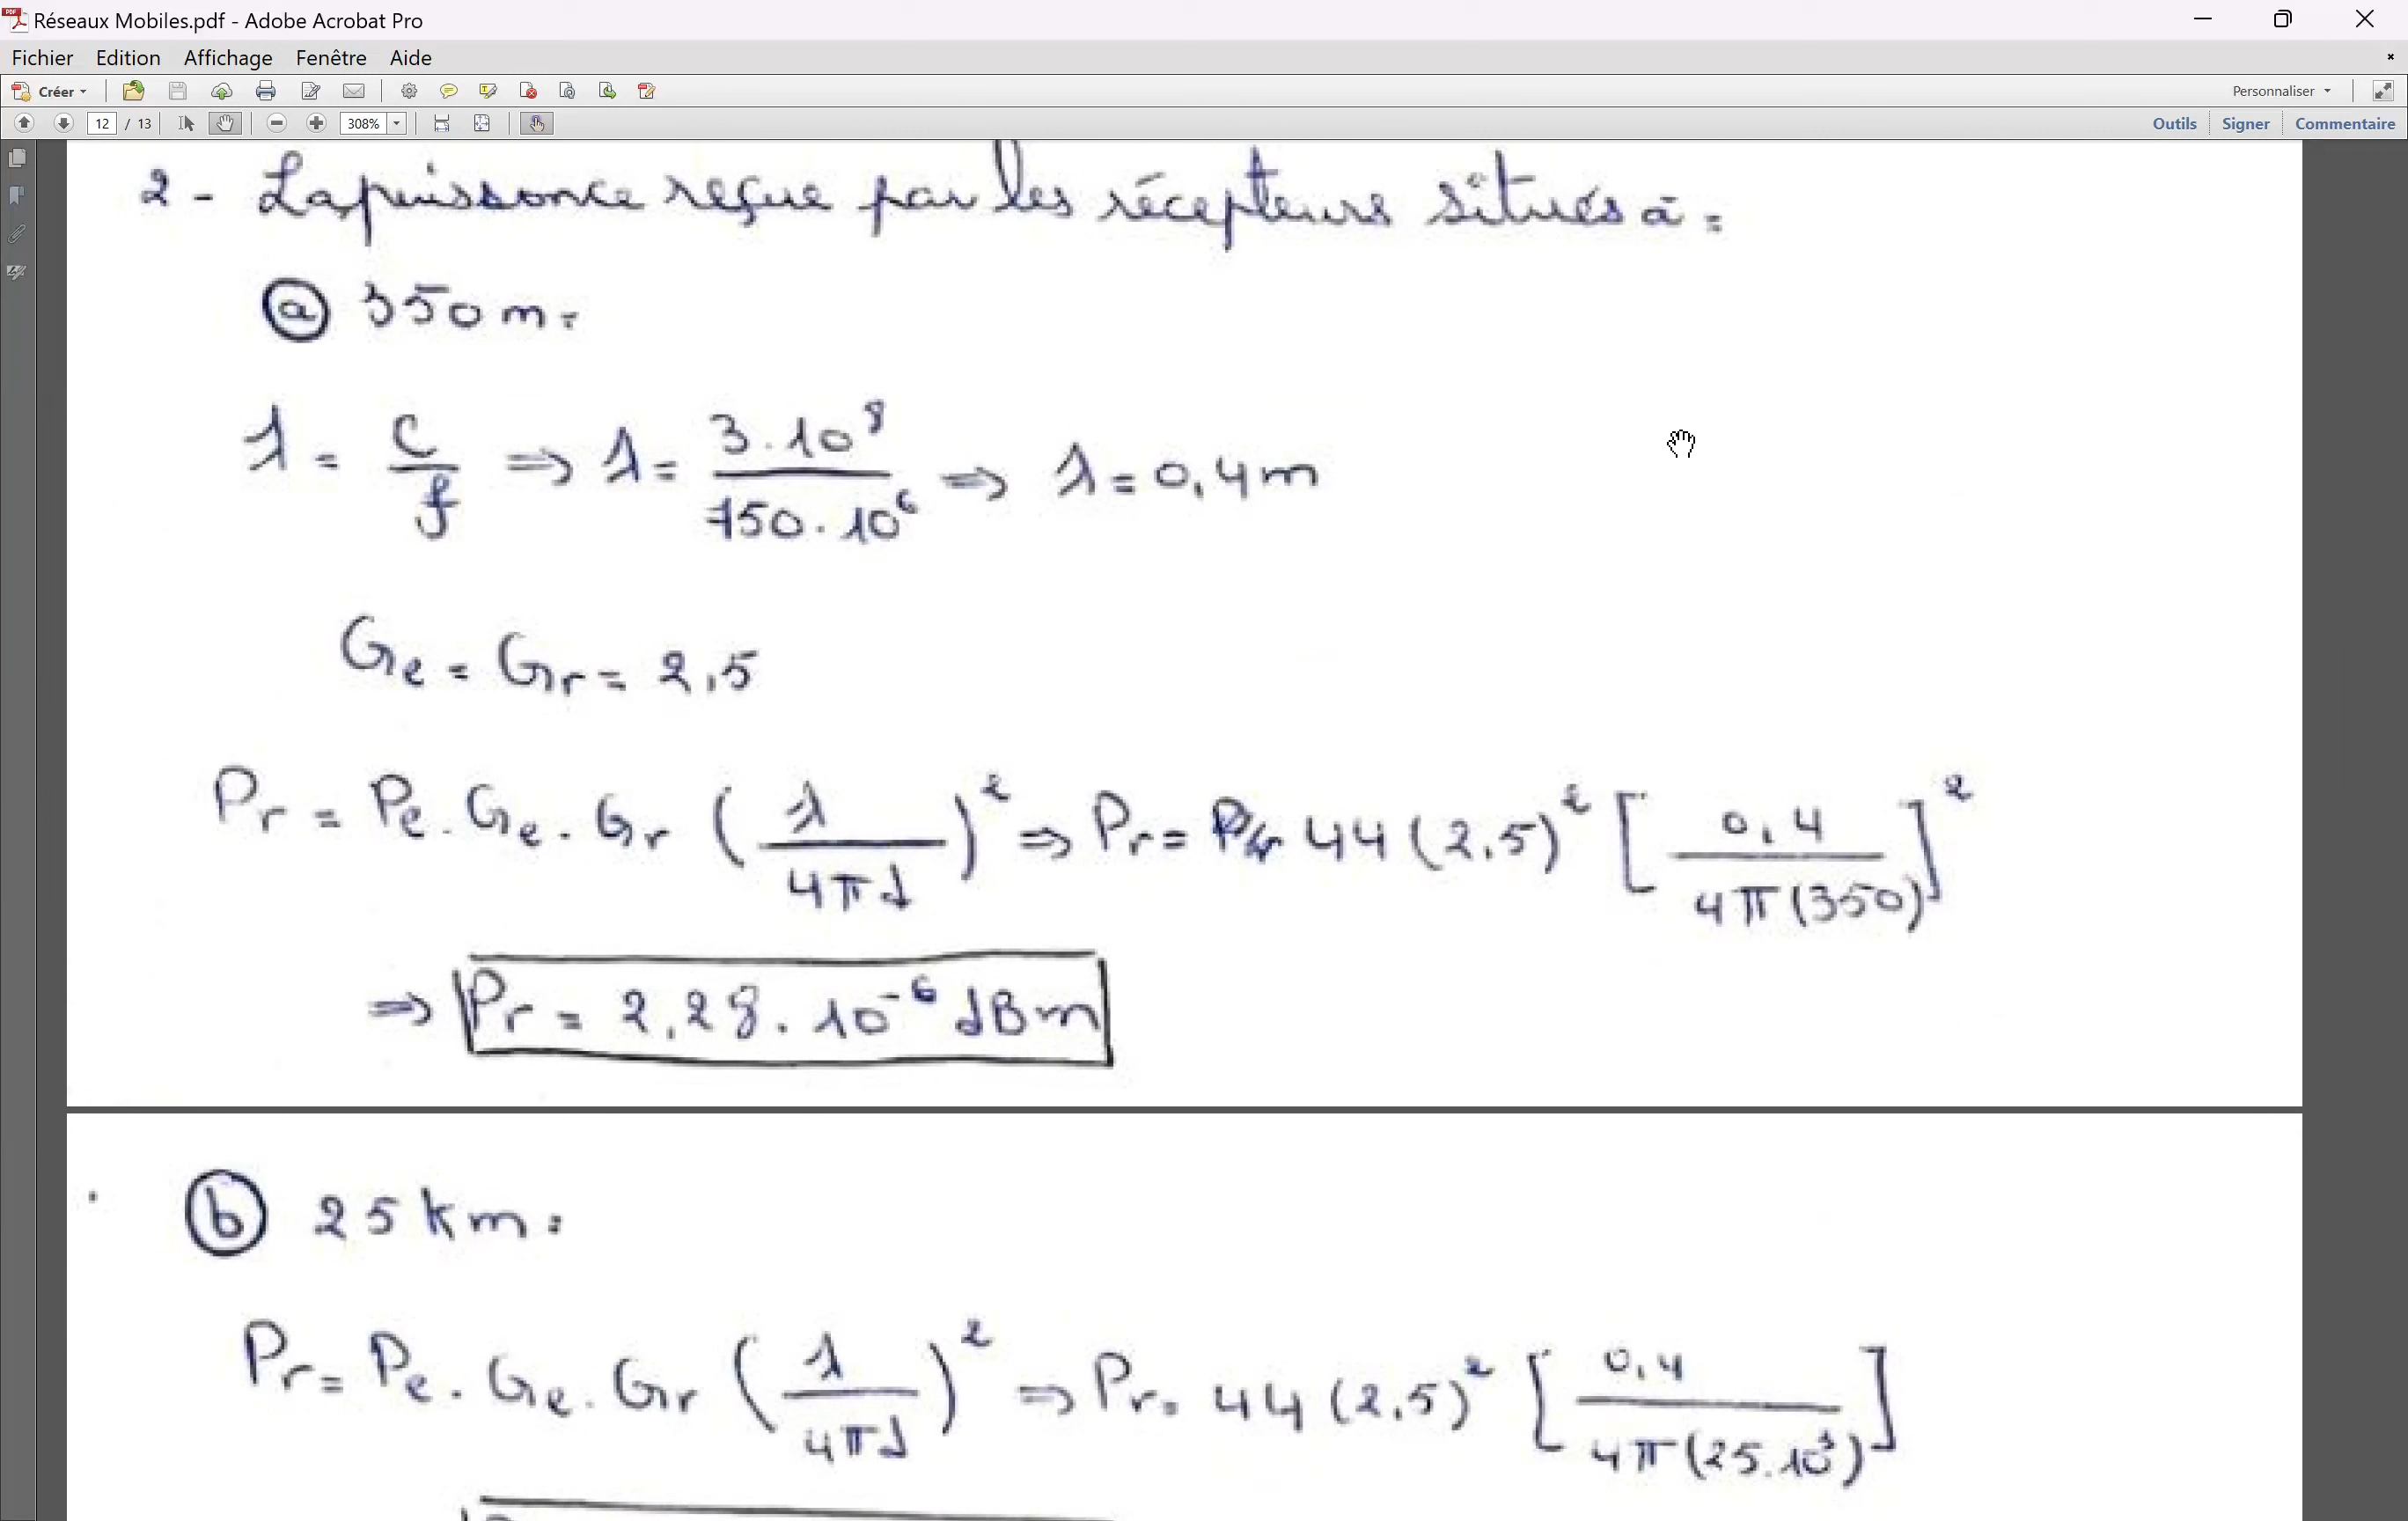 Réseaux Mobiles.pdf - Adobe Acrobat Pro
Fichier Edition Affichage Fenêtre Aide
Créer Personnaliser
12 / 13 308% Outils Signer Commentaire
2 - La puissance reçue par les récepteurs situés à =
ⓐ 350 m =
λ = c/f ⇒ λ = 3.10⁸/750.10⁶ ⇒ λ = 0,4 m
Ge = Gr = 2,5
Pr = Pe . Ge . Gr (λ/4πd)² ⇒ Pr = 44 (2,5)² [0,4/4π(350)]²
⇒ Pr = 2,28 . 10⁻⁶ dBm
ⓑ 25 km =
Pr = Pe . Ge . Gr (λ/4πd)² ⇒ Pr = 44 (2,5)² [0,4/4π(25.10³)]